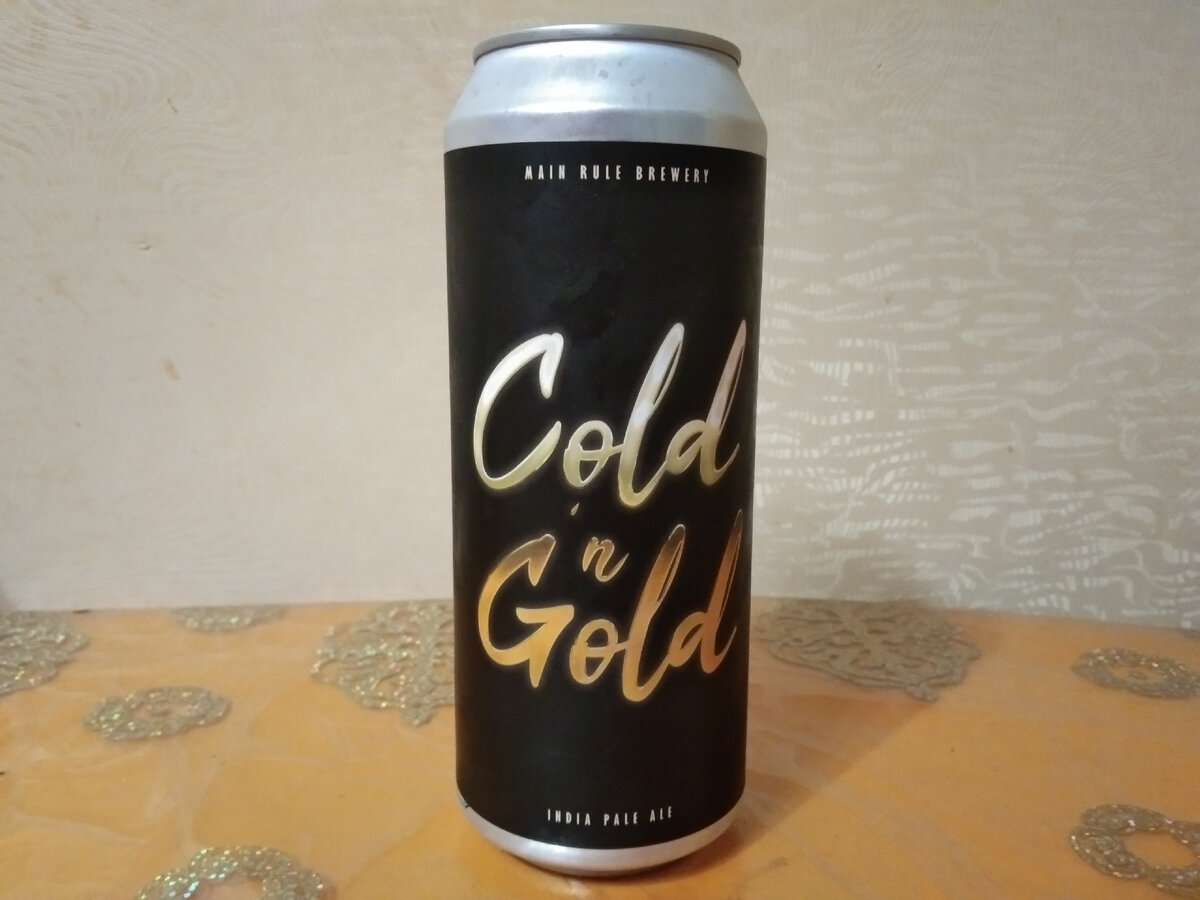 MAIN RULE BREWERY
Cold
'n
Gold
INDIA PALE ALE